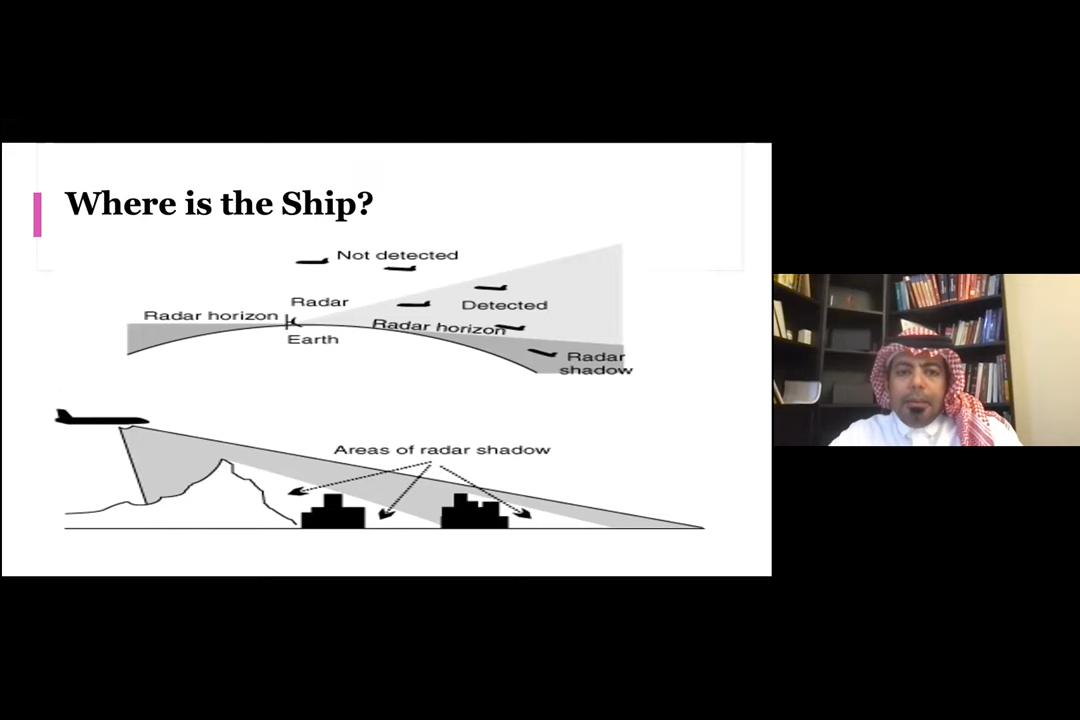 Where is the Ship?
Not detected
Radar
Detected
Radar horizon
Radar horizon
Earth
Radar
shadow
Areas of radar shadow